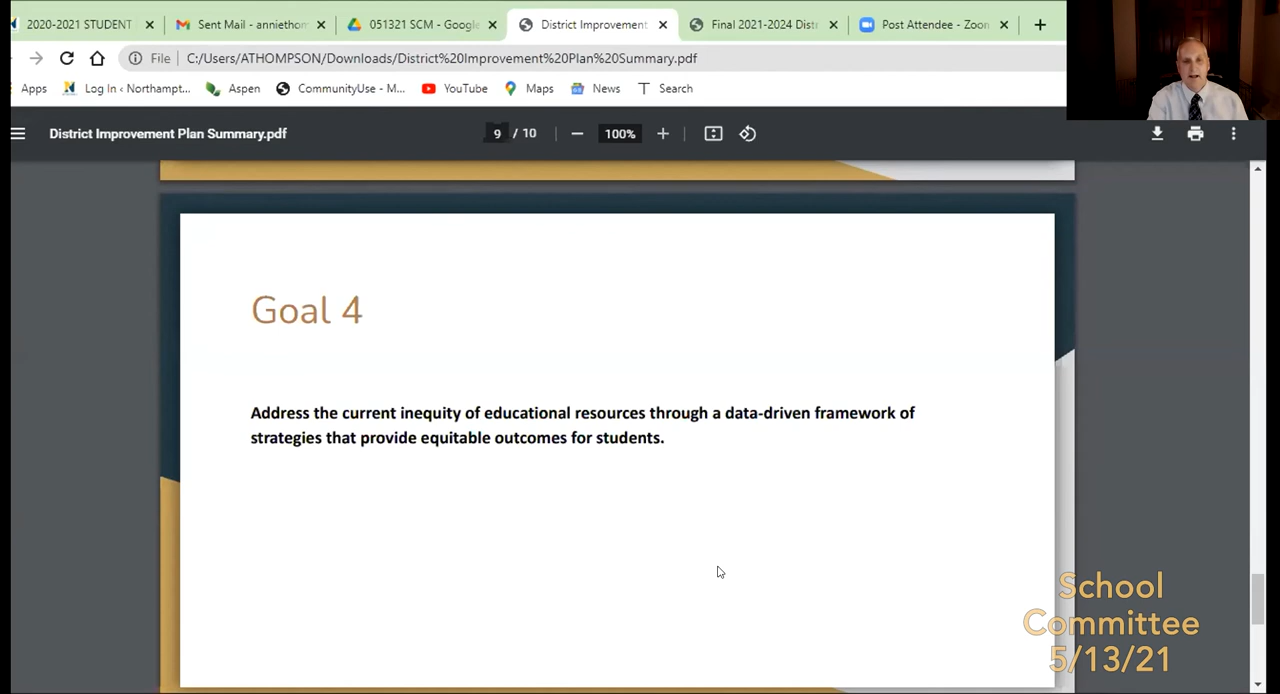 2020-2021 STUDENT
Sent Mail - anniethom
051321 SCM - Google
District Improvement
Final 2021-2024 Distr
Post Attendee - Zoom
File
C:/Users/ATHOMPSON/Downloads/District%20Improvement%20Plan%20Summary.pdf
Apps
Log In ‹ Northampt...
Aspen
CommunityUse - M...
YouTube
Maps
News
Search
District Improvement Plan Summary.pdf
9 / 10
100%
Goal 4
Address the current inequity of educational resources through a data-driven framework of
strategies that provide equitable outcomes for students.
School
Committee
5/13/21